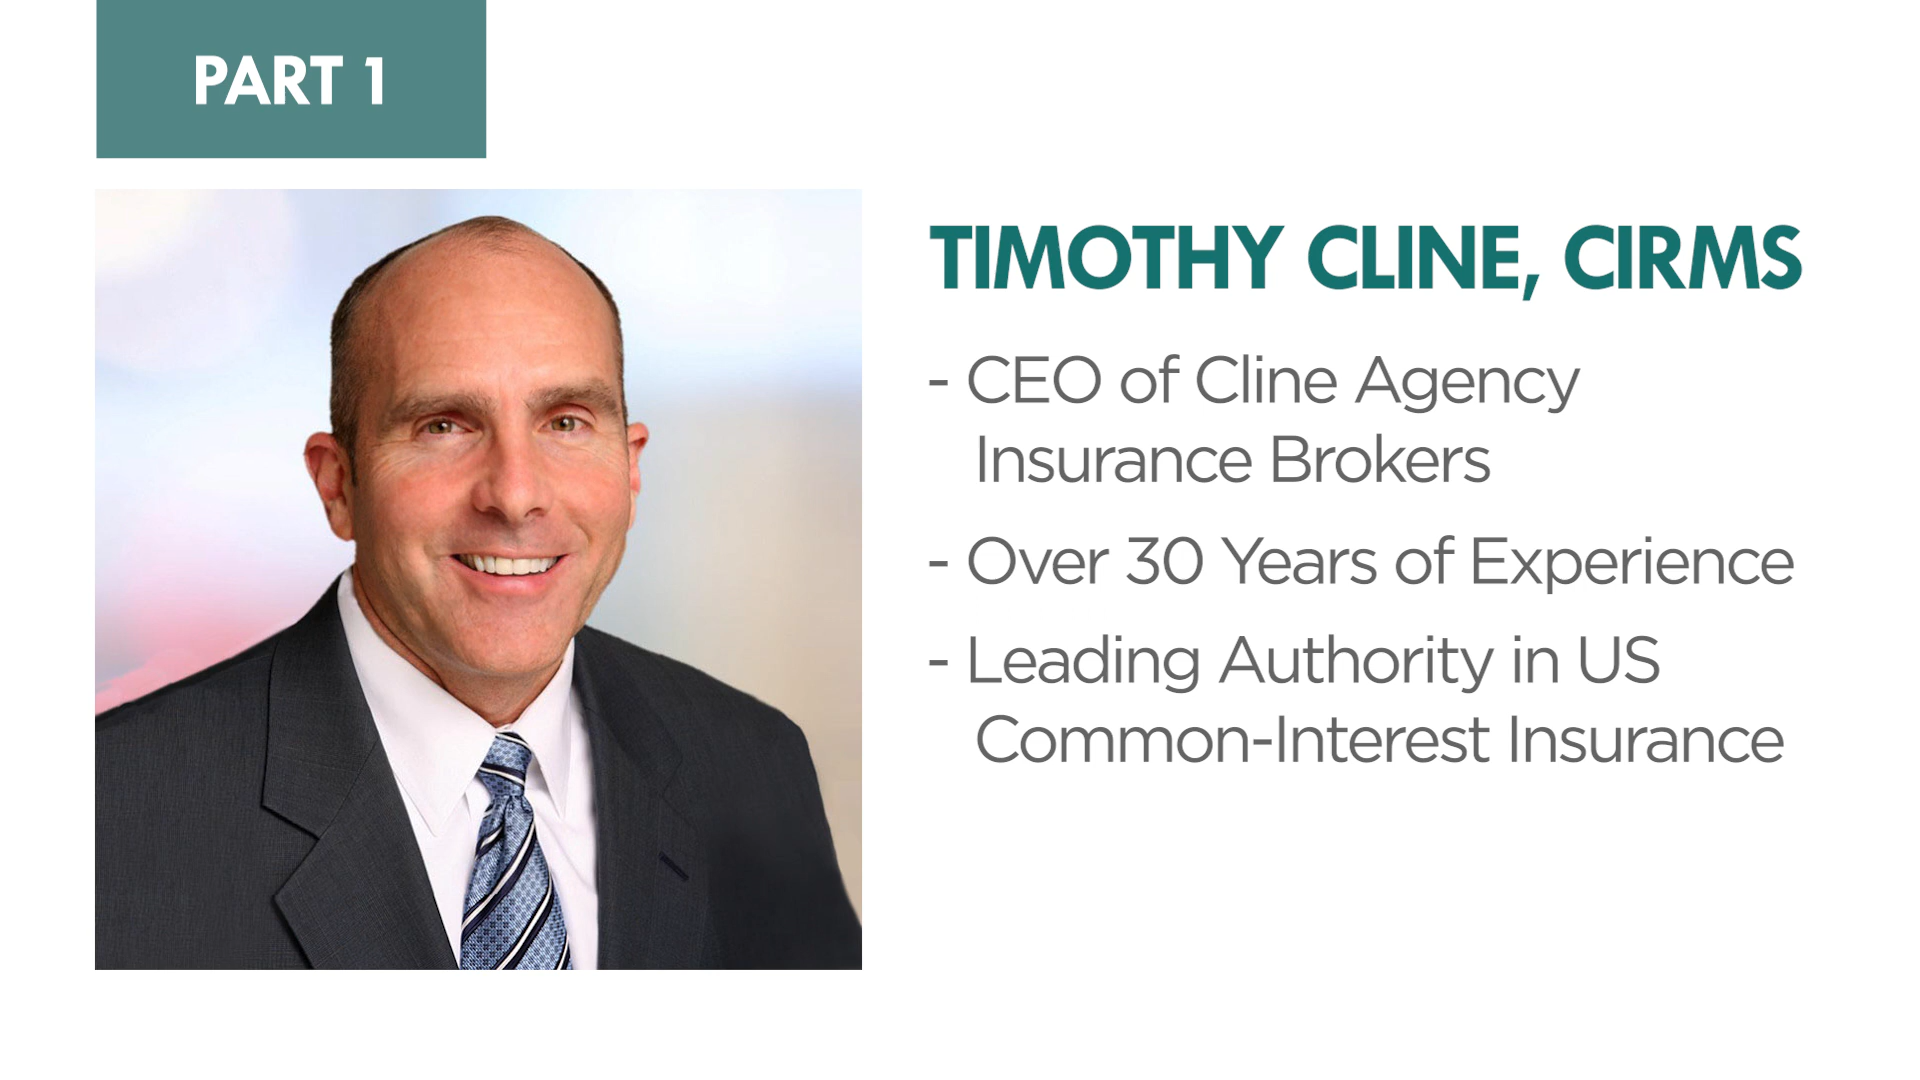 PART 1
TIMOTHY CLINE, CIRMS
- CEO of Cline Agency
Insurance Brokers
- Over 30 Years of Experience
- Leading Authority in US
Common-Interest Insurance